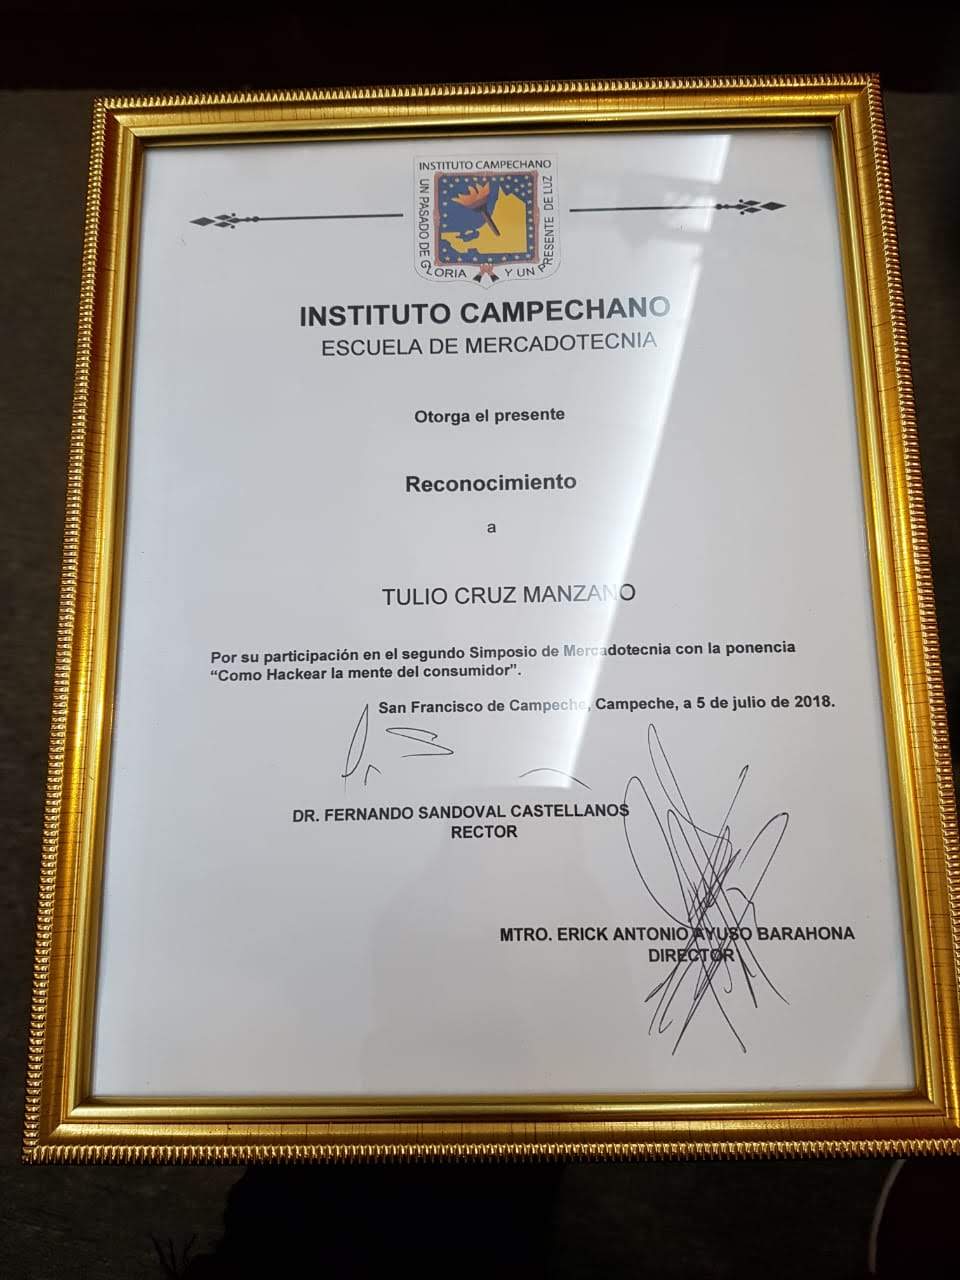 INSTITUTO CAMPECHANO
UN PASADO DE GLORIA Y UN PRESENTE DE LUZ
INSTITUTO CAMPECHANO
ESCUELA DE MERCADOTECNIA
Otorga el presente
Reconocimiento
a
TULIO CRUZ MANZANO
Por su participación en el segundo Simposio de Mercadotecnia con la ponencia
“Como Hackear la mente del consumidor”.
San Francisco de Campeche, Campeche, a 5 de julio de 2018.
DR. FERNANDO SANDOVAL CASTELLANOS
RECTOR
MTRO. ERICK ANTONIO AYUSO BARAHONA
DIRECTOR